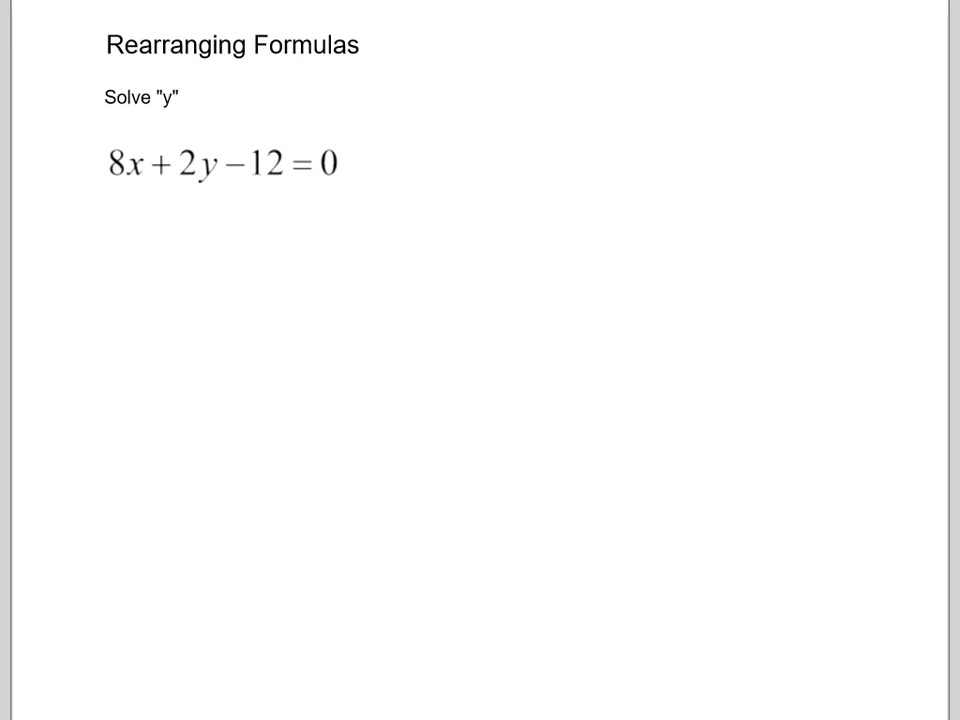 Rearranging Formulas
Solve "y"
8x + 2y − 12 = 0